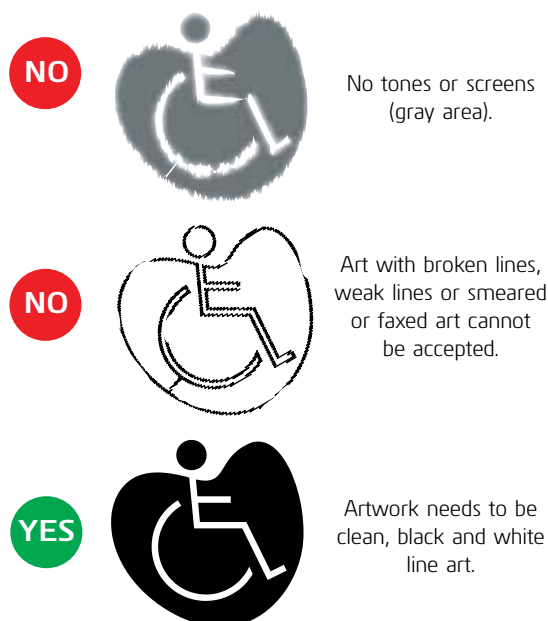 NO
No tones or screens
(gray area).
NO
Art with broken lines,
weak lines or smeared
or faxed art cannot
be accepted.
YES
Artwork needs to be
clean, black and white
line art.